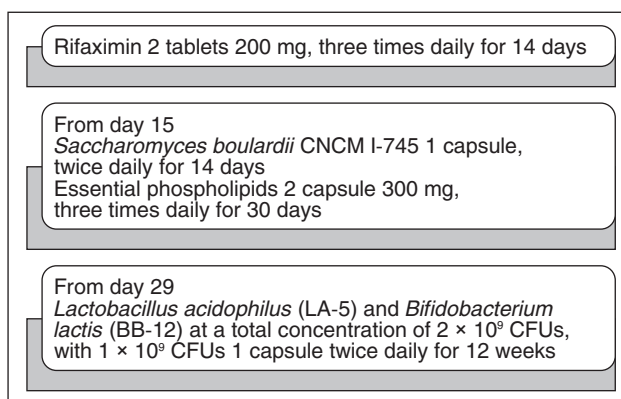 Rifaximin 2 tablets 200 mg, three times daily for 14 days
From day 15
Saccharomyces boulardii CNCM I-745 1 capsule,
twice daily for 14 days
Essential phospholipids 2 capsule 300 mg,
three times daily for 30 days
From day 29
Lactobacillus acidophilus (LA-5) and Bifidobacterium
lactis (BB-12) at a total concentration of 2 × 10⁹ CFUs,
with 1 × 10⁹ CFUs 1 capsule twice daily for 12 weeks